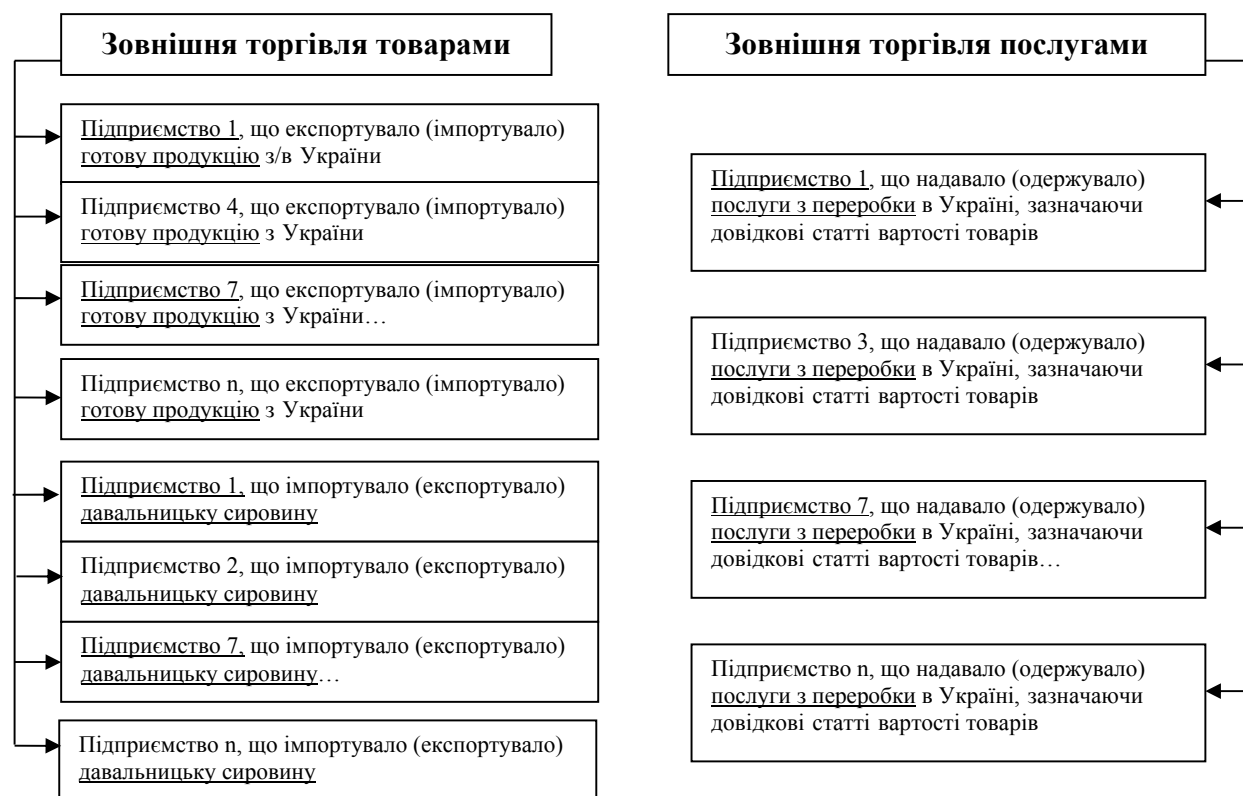 Зовнішня торгівля товарами
Підприємство 1, що експортувало (імпортувало)
готову продукцію з/в України
Підприємство 4, що експортувало (імпортувало)
готову продукцію з України
Підприємство 7, що експортувало (імпортувало)
готову продукцію з України…
Підприємство n, що експортувало (імпортувало)
готову продукцію з України
Підприємство 1, що імпортувало (експортувало)
давальницьку сировину
Підприємство 2, що імпортувало (експортувало)
давальницьку сировину
Підприємство 7, що імпортувало (експортувало)
давальницьку сировину…
Підприємство n, що імпортувало (експортувало)
давальницьку сировину
Зовнішня торгівля послугами
Підприємство 1, що надавало (одержувало)
послуги з переробки в Україні, зазначаючи
довідкові статті вартості товарів
Підприємство 3, що надавало (одержувало)
послуги з переробки в Україні, зазначаючи
довідкові статті вартості товарів
Підприємство 7, що надавало (одержувало)
послуги з переробки в Україні, зазначаючи
довідкові статті вартості товарів…
Підприємство n, що надавало (одержувало)
послуги з переробки в Україні, зазначаючи
довідкові статті вартості товарів